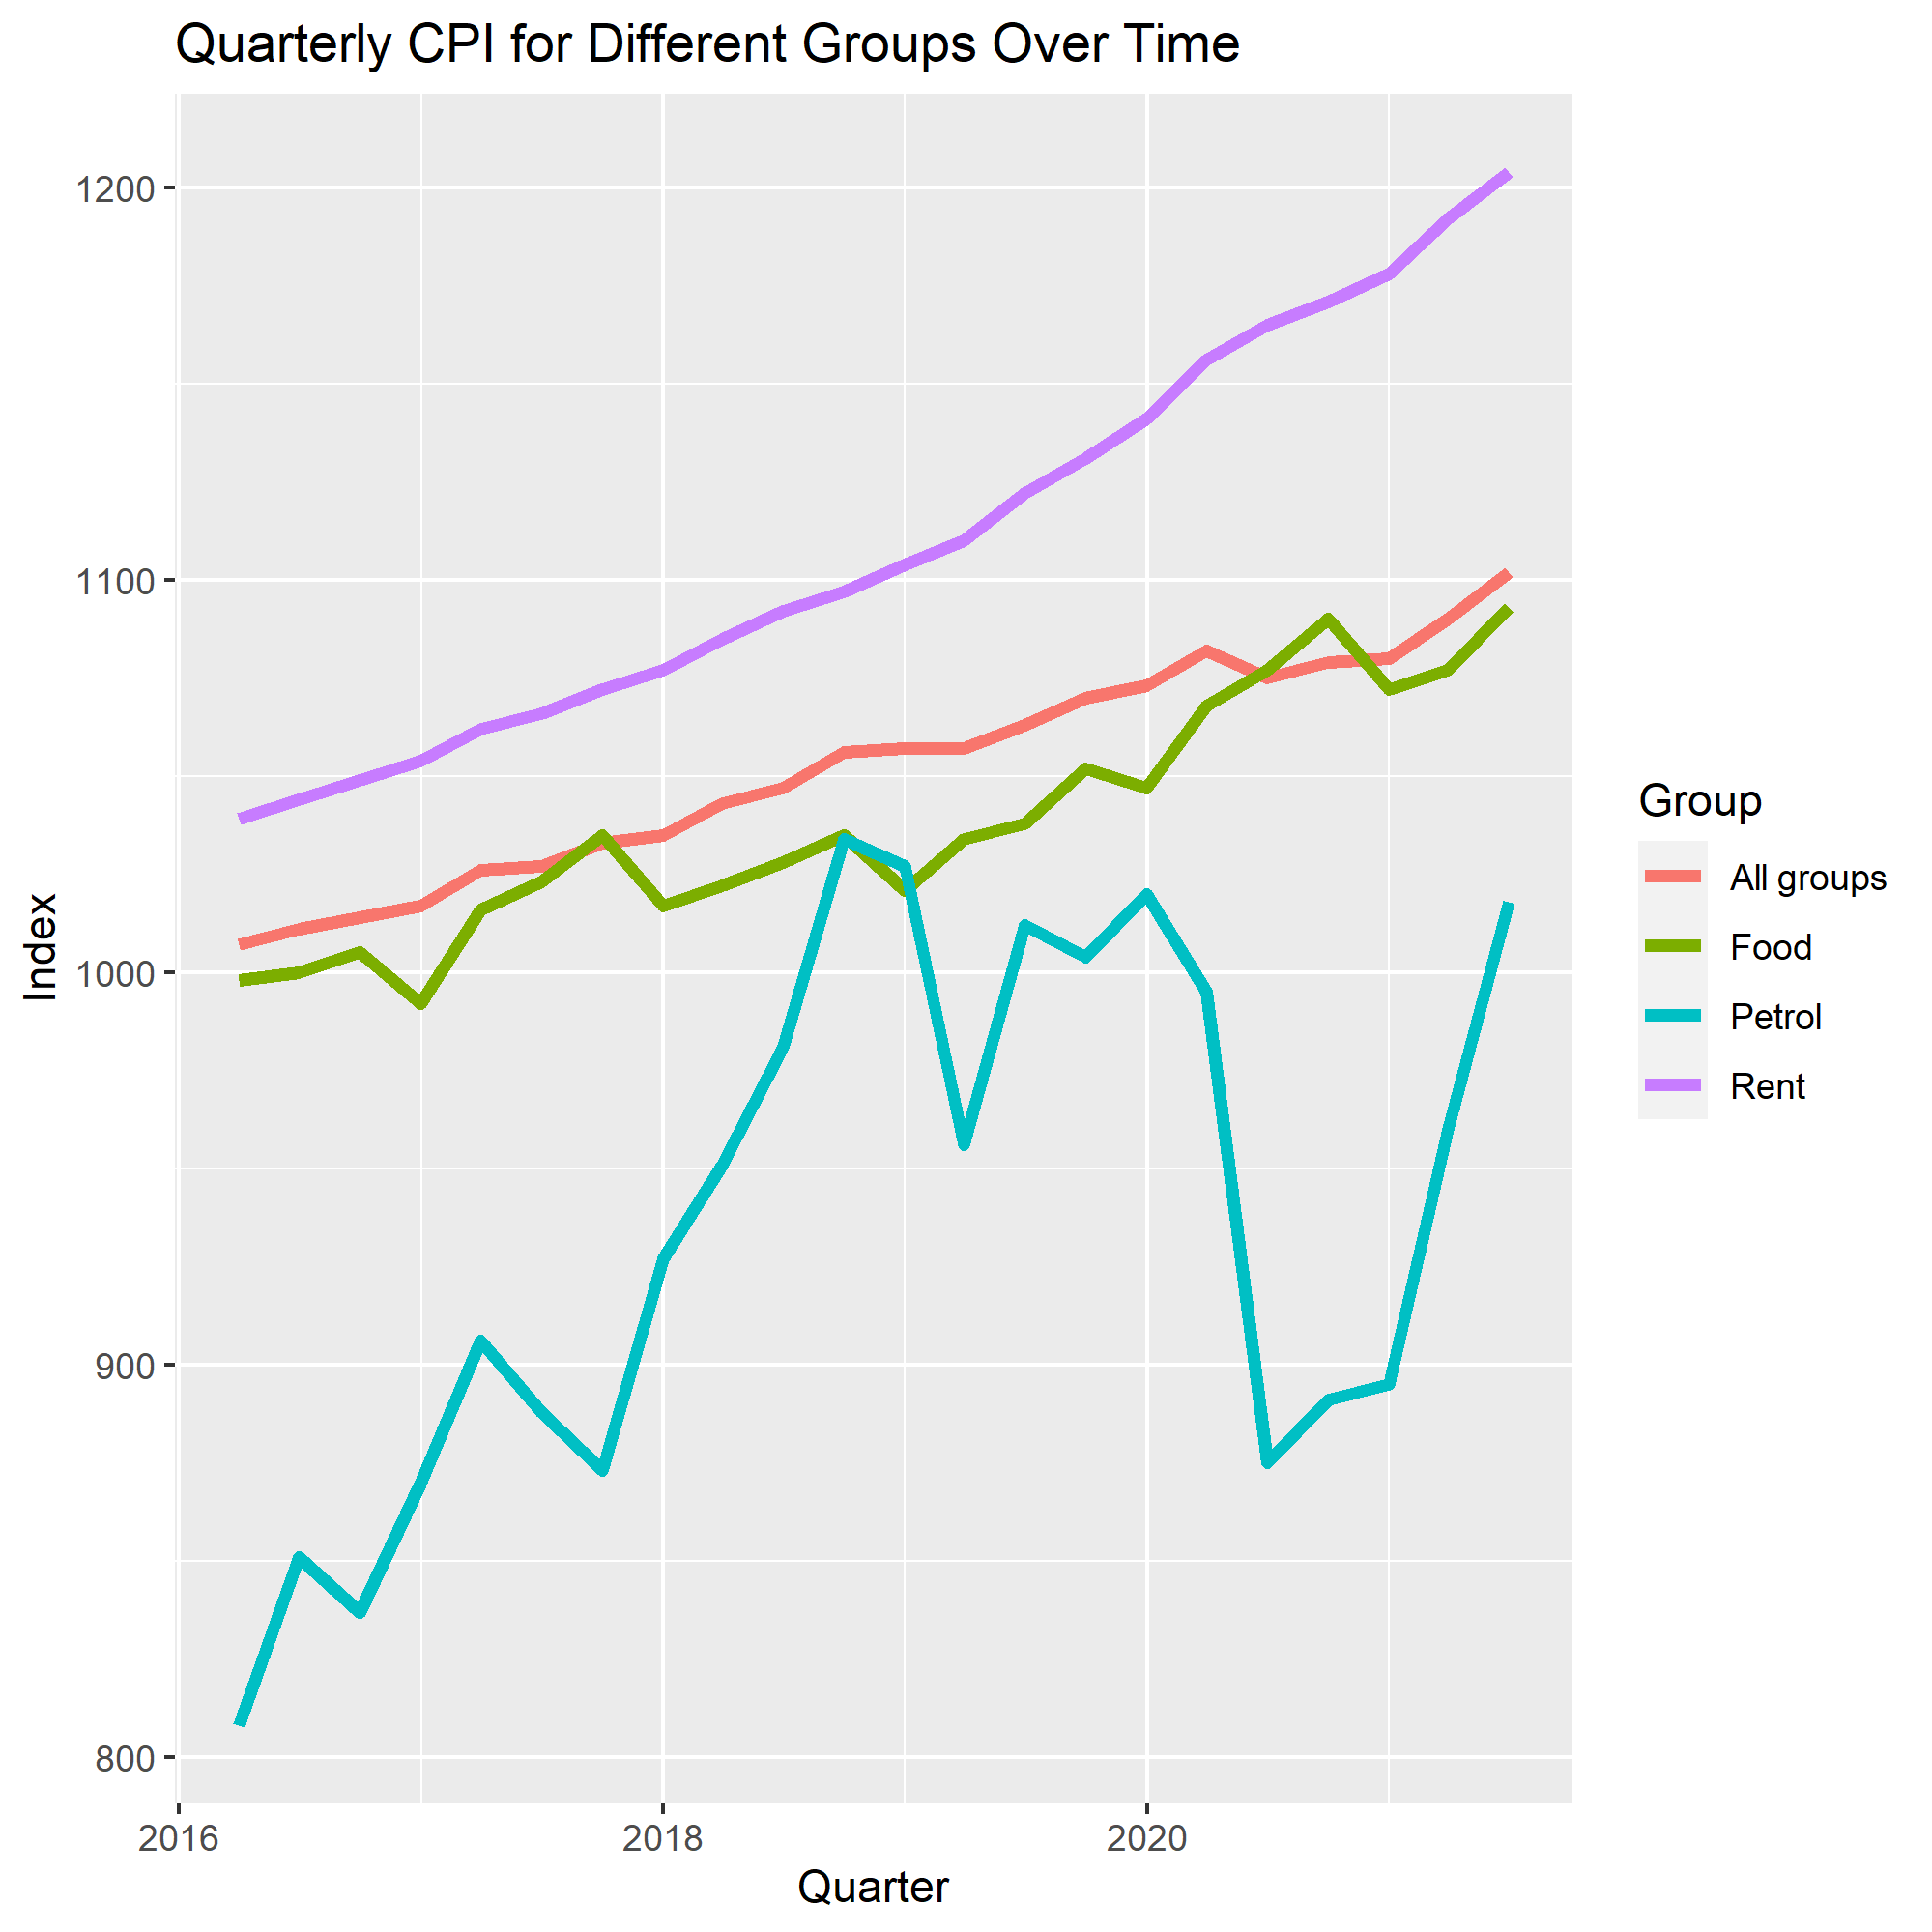 Quarterly CPI for Different Groups Over Time
1200
1100
1000
900
800
Index
2016
2018
2020
Quarter
Group
All groups
Food
Petrol
Rent